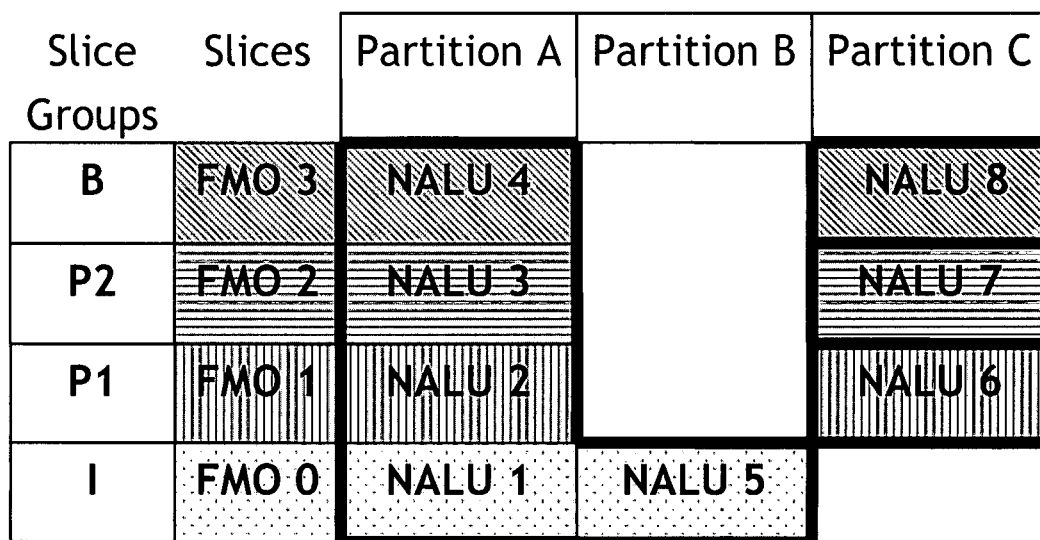 Slice Groups Slices Partition A Partition B Partition C
B FMO 3 NALU 4 NALU 8
P2 FMO 2 NALU 3 NALU 7
P1 FMO 1 NALU 2 NALU 6
I FMO 0 NALU 1 NALU 5